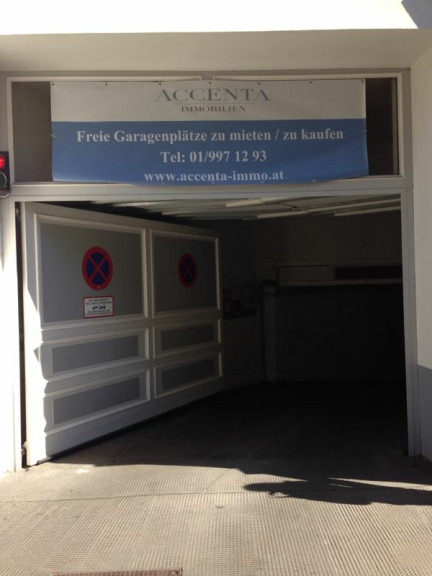 ACCENTA
IMMOBILIEN
Freie Garagenplätze zu mieten / zu kaufen
Tel: 01/997 12 93
www.accenta-immo.at